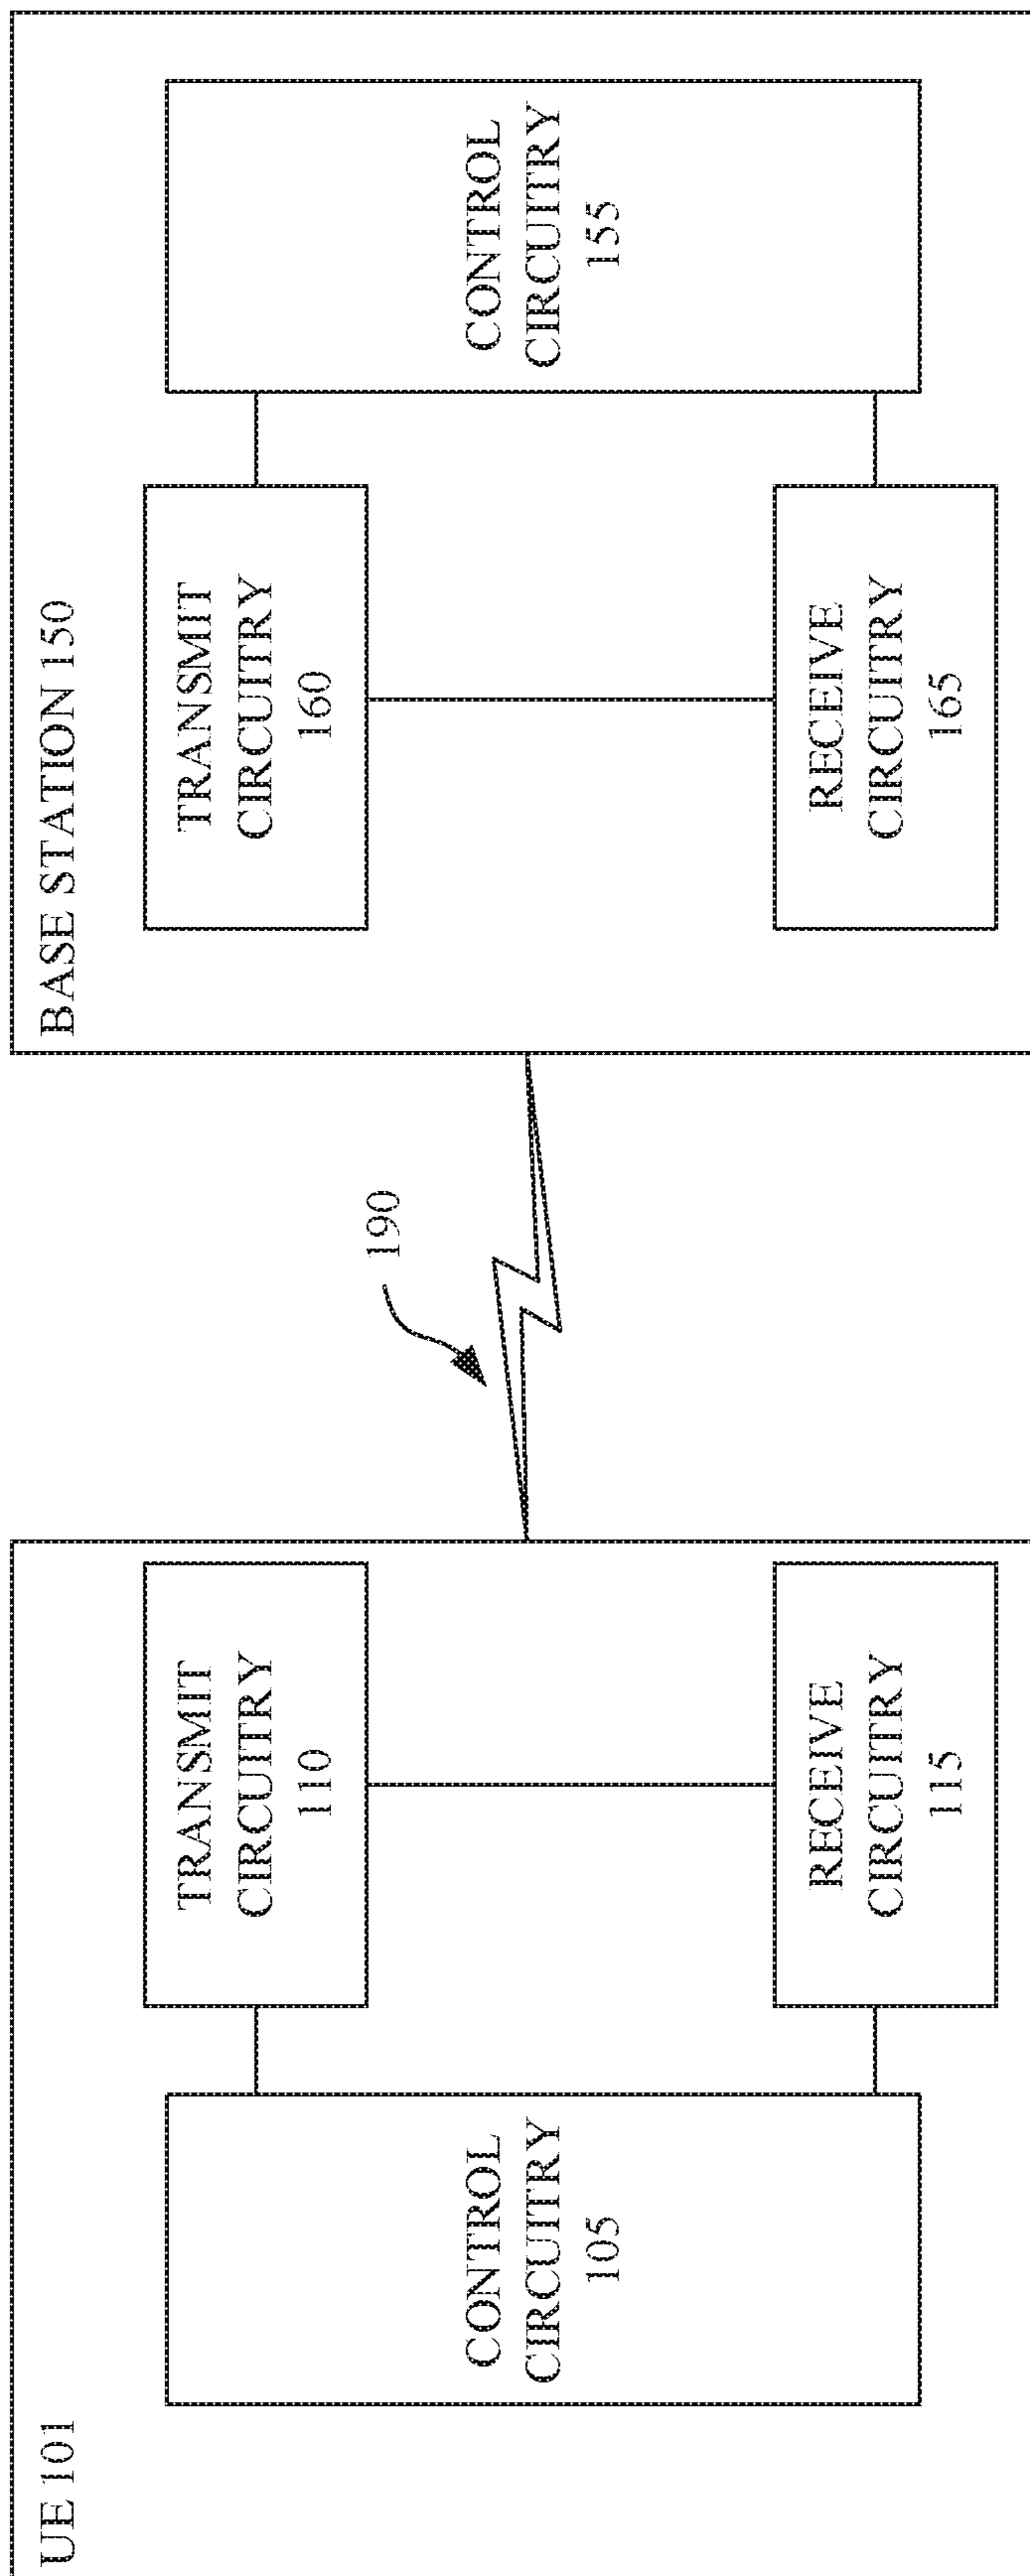 UE 101
CONTROL
CIRCUITRY
105
TRANSMIT
CIRCUITRY
110
RECEIVE
CIRCUITRY
115
190
BASE STATION 150
TRANSMIT
CIRCUITRY
160
RECEIVE
CIRCUITRY
165
CONTROL
CIRCUITRY
155